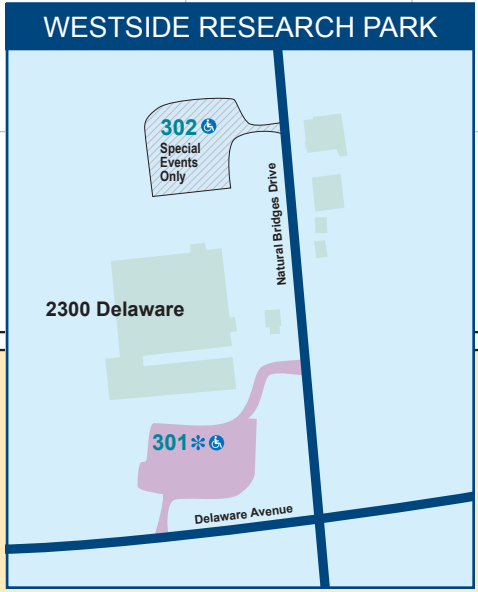 WESTSIDE RESEARCH PARK
302
Special
Events
Only
Natural Bridges Drive
2300 Delaware
301*
Delaware Avenue